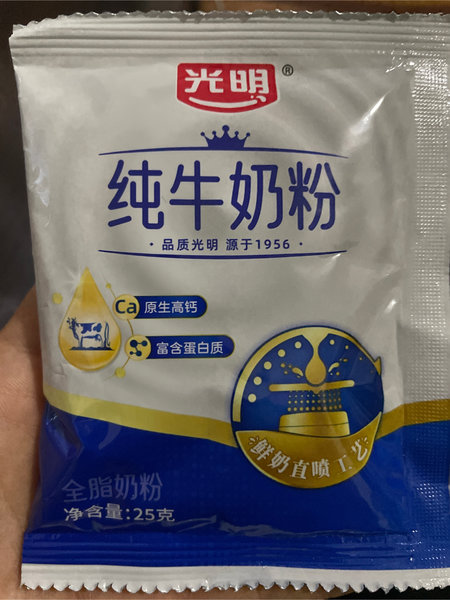 光明®
纯牛奶粉
·品质光明 源于1956·
Ca 原生高钙
富含蛋白质
鲜奶直喷工艺
全脂奶粉
净含量:25克